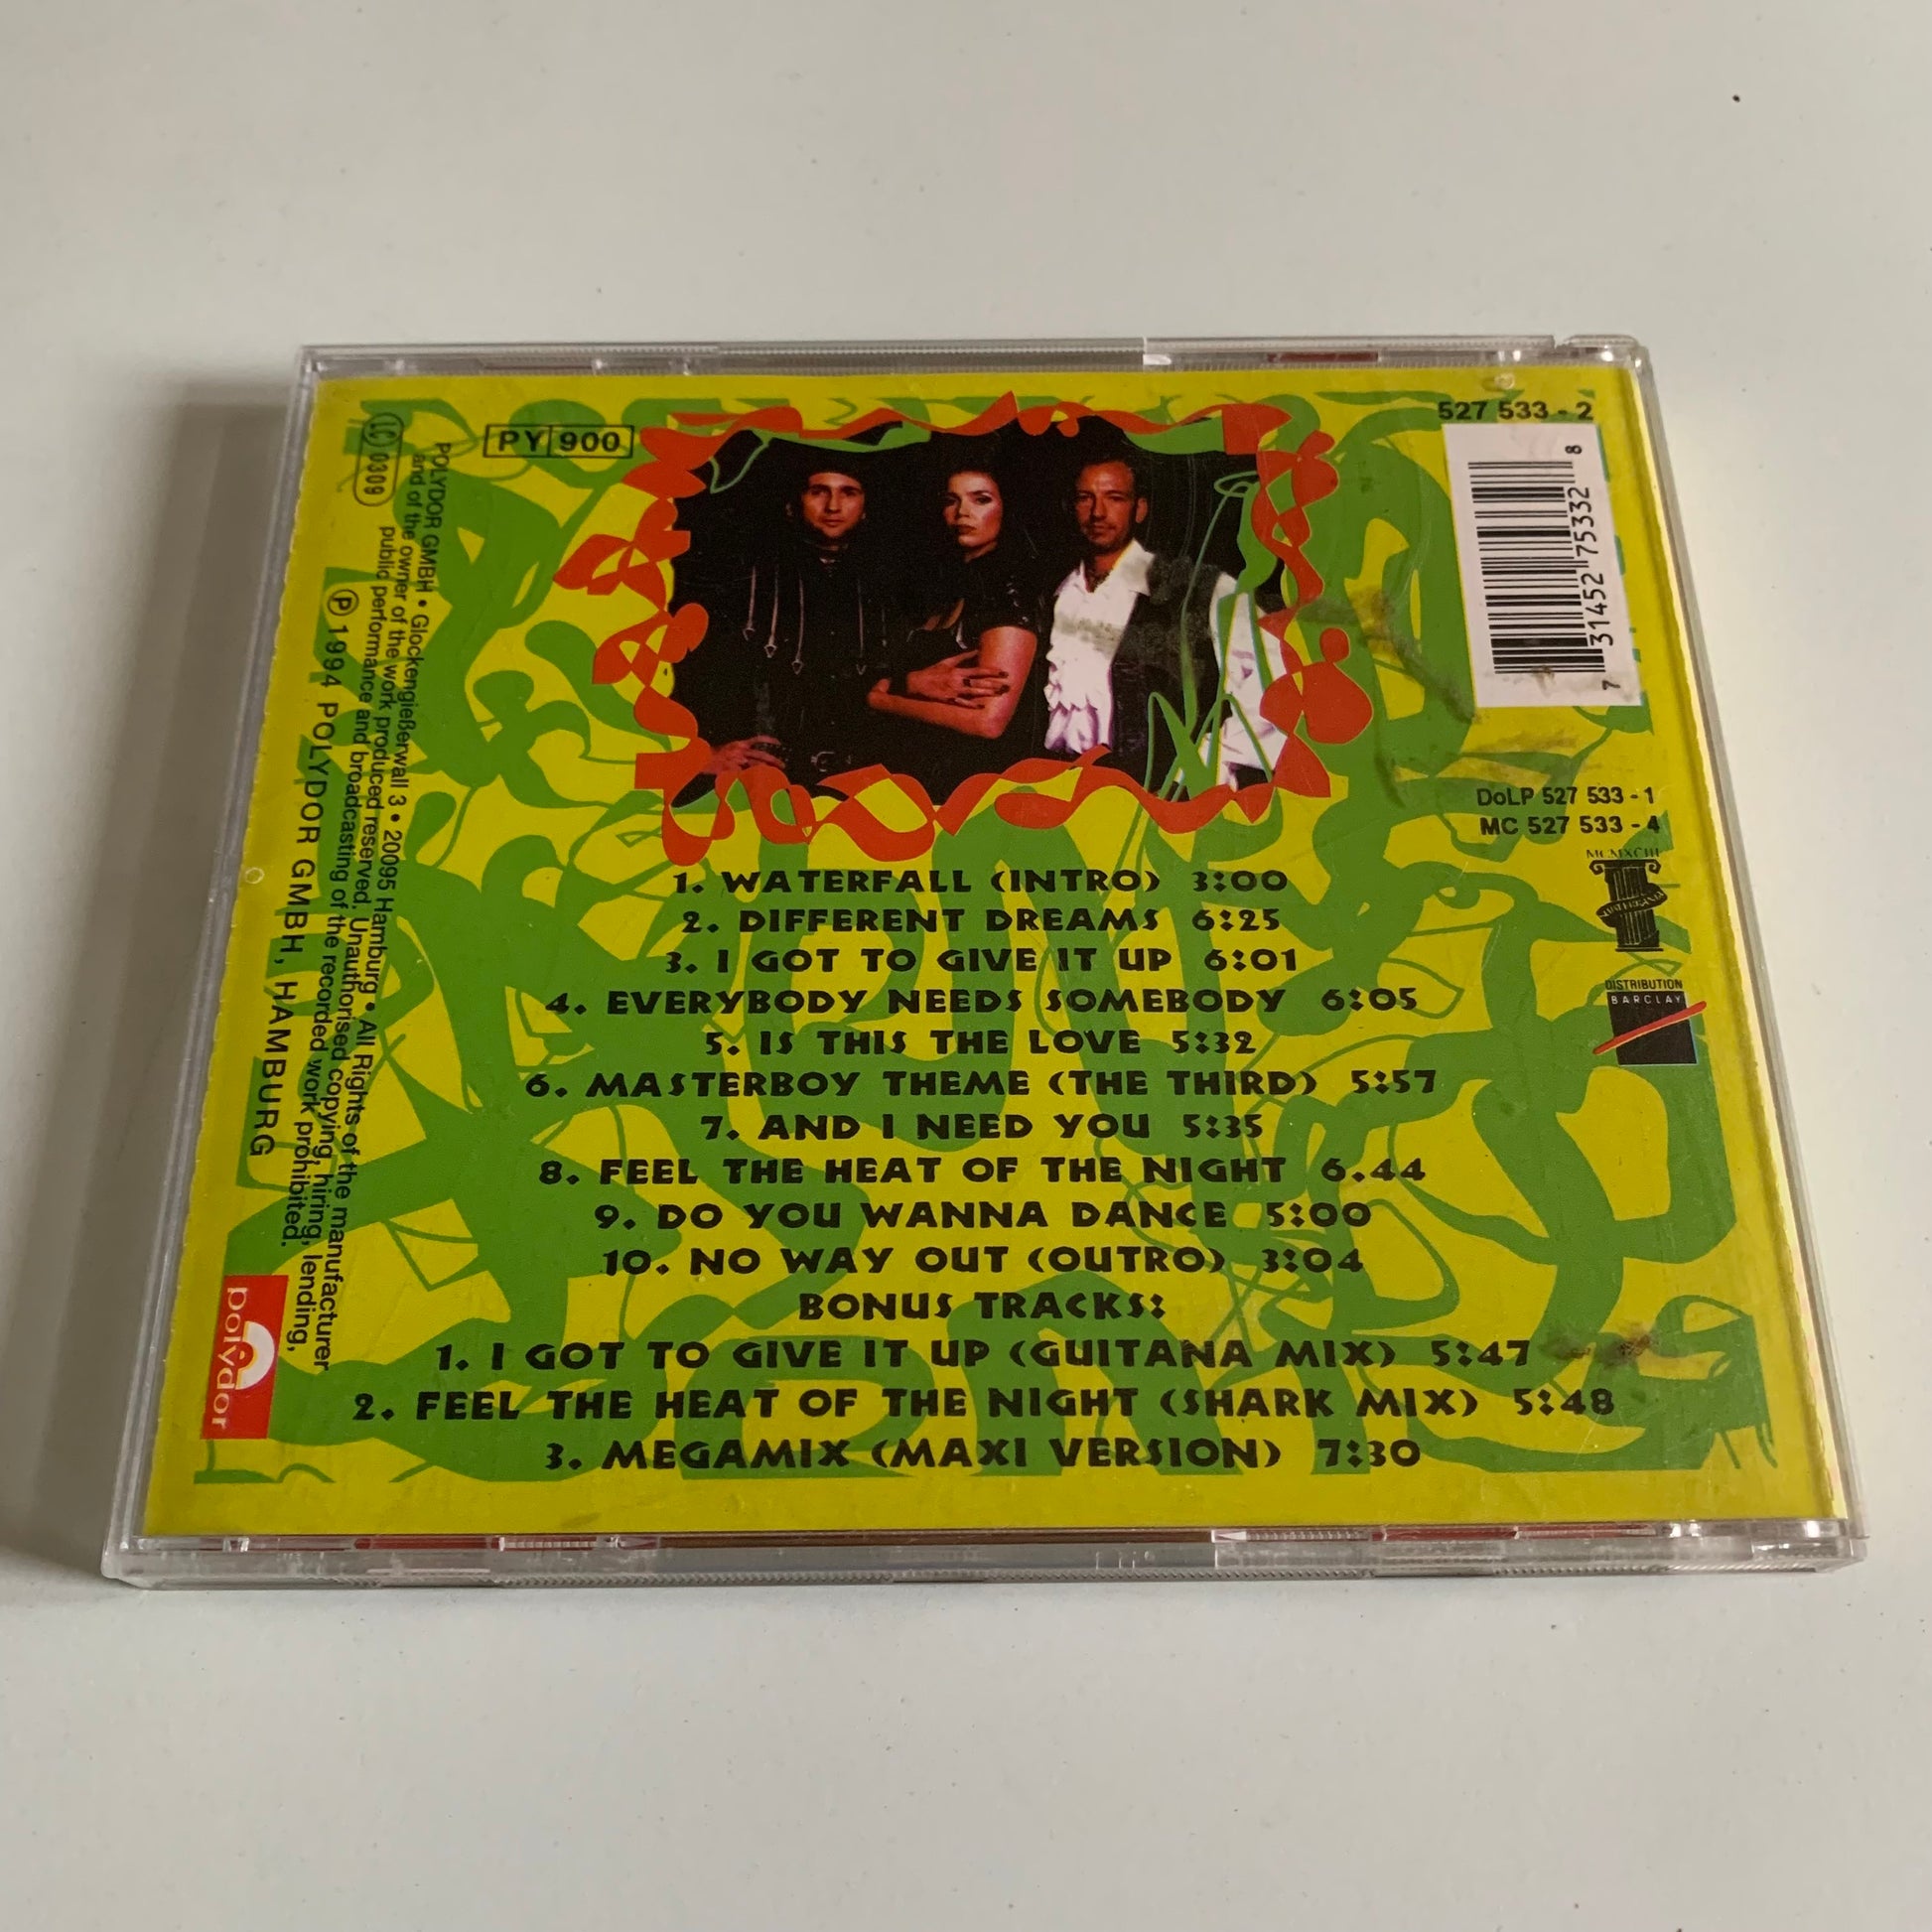 527 533 - 2
PY 900
LC 0309
7 31452 75332 8
DoLP 527 533 - 1
MC 527 533 - 4
MCMXCIII
DISTRIBUTION
BARCLAY
1. WATERFALL (INTRO) 3:00
2. DIFFERENT DREAMS 6:25
3. I GOT TO GIVE IT UP 6:01
4. EVERYBODY NEEDS SOMEBODY 6:05
5. IS THIS THE LOVE 5:32
6. MASTERBOY THEME (THE THIRD) 5:57
7. AND I NEED YOU 5:35
8. FEEL THE HEAT OF THE NIGHT 6.44
9. DO YOU WANNA DANCE 5:00
10. NO WAY OUT (OUTRO) 3:04
BONUS TRACKS:
1. I GOT TO GIVE IT UP (GUITANA MIX) 5:47
2. FEEL THE HEAT OF THE NIGHT (SHARK MIX) 5:48
3. MEGAMIX (MAXI VERSION) 7:30
POLYDOR GMBH • Glockengießerwall 3 • 20095 Hamburg • All Rights of the manufacturer
and of the owner of the work produced reserved. Unauthorised copying, hiring, lending,
public performance and broadcasting of the recorded work prohibited.
℗ 1994 POLYDOR GMBH, HAMBURG
polydor